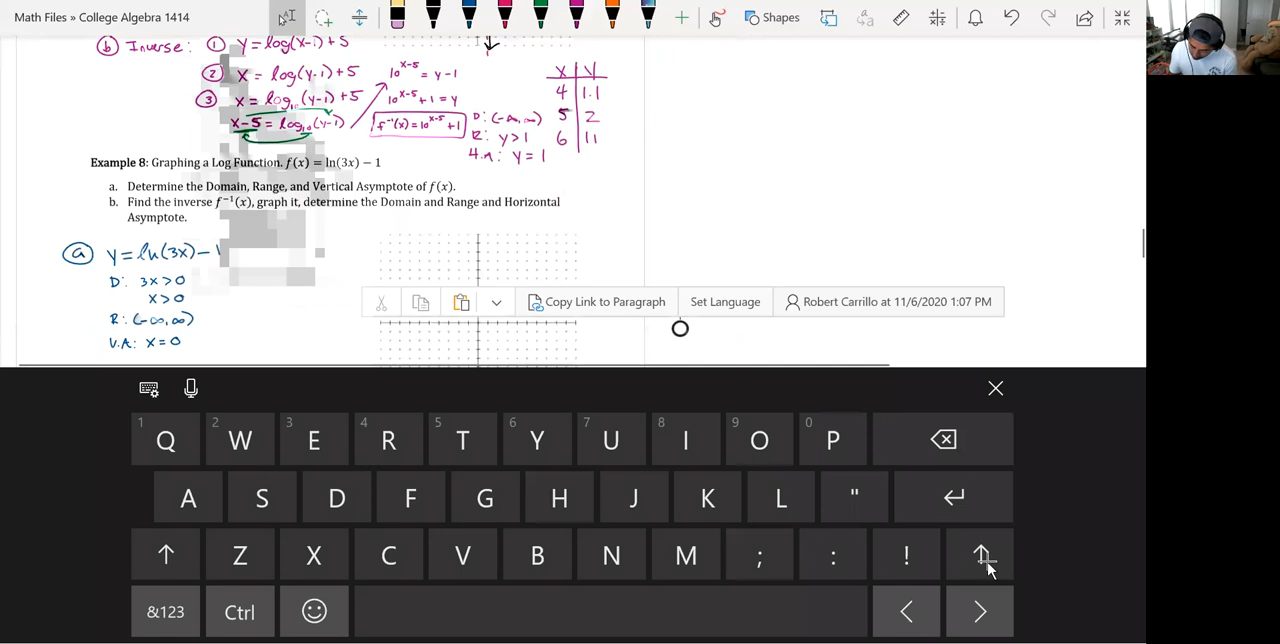 Math Files » College Algebra 1414
Shapes
ⓑ Inverse: ① y = log(x-1)+5
② x = log(y-1)+5
③ x = log₁₀(y-1)+5
x-5 = log₁₀(y-1)
10^(x-5) = y-1
10^(x-5)+1 = y
f⁻¹(x) = 10^(x-5)+1
D: (-∞,∞)
R: y>1
H.A: y = 1
x y
4 1.1
5 2
6 11
Example 8: Graphing a Log Function. f(x) = ln(3x) − 1
a. Determine the Domain, Range, and Vertical Asymptote of f(x).
b. Find the inverse f⁻¹(x), graph it, determine the Domain and Range and Horizontal
Asymptote.
ⓐ y = ln(3x) - 1
D: 3x > 0
x > 0
R: (-∞,∞)
V.A: x = 0
Copy Link to Paragraph Set Language Robert Carrillo at 11/6/2020 1:07 PM
1 2 3 4 5 6 7 8 9 0
Q W E R T Y U I O P
A S D F G H J K L "
Z X C V B N M ; : !
&123 Ctrl